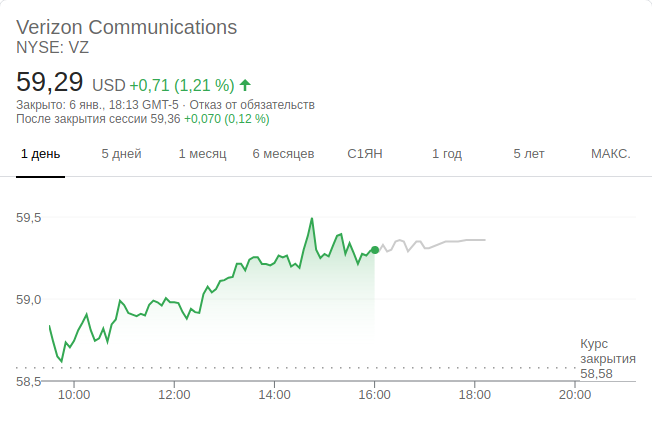 Verizon Communications
NYSE: VZ
59,29 USD +0,71 (1,21 %)
Закрыто: 6 янв., 18:13 GMT-5 · Отказ от обязательств
После закрытия сессии 59,36 +0,070 (0,12 %)
1 день 5 дней 1 месяц 6 месяцев С1ЯН 1 год 5 лет МАКС.
59,5
59,0
Курс
закрытия
58,58
58,5
10:00 12:00 14:00 16:00 18:00 20:00